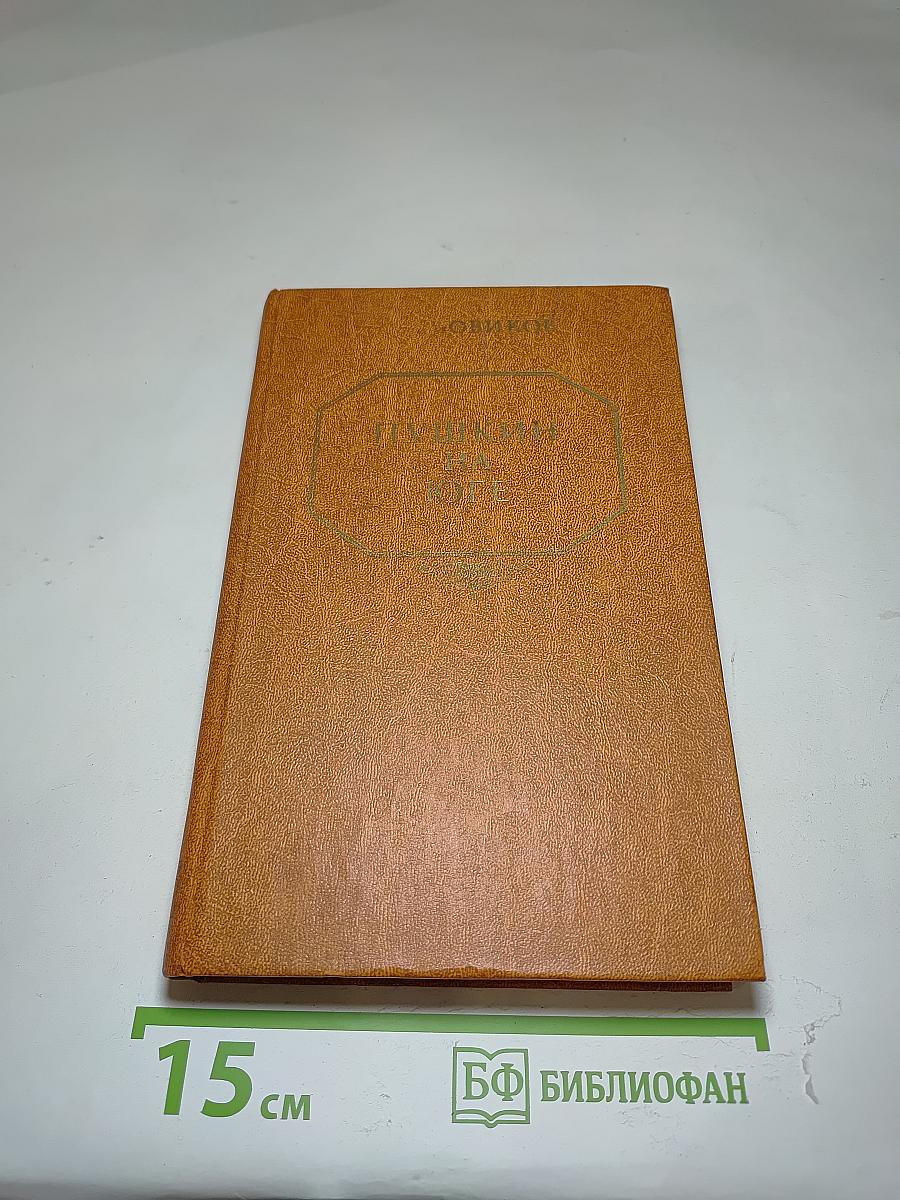 ОВИКОВ
ПУШКИН
НА
ЮГЕ
15 см
БФ БИБЛИОФАН